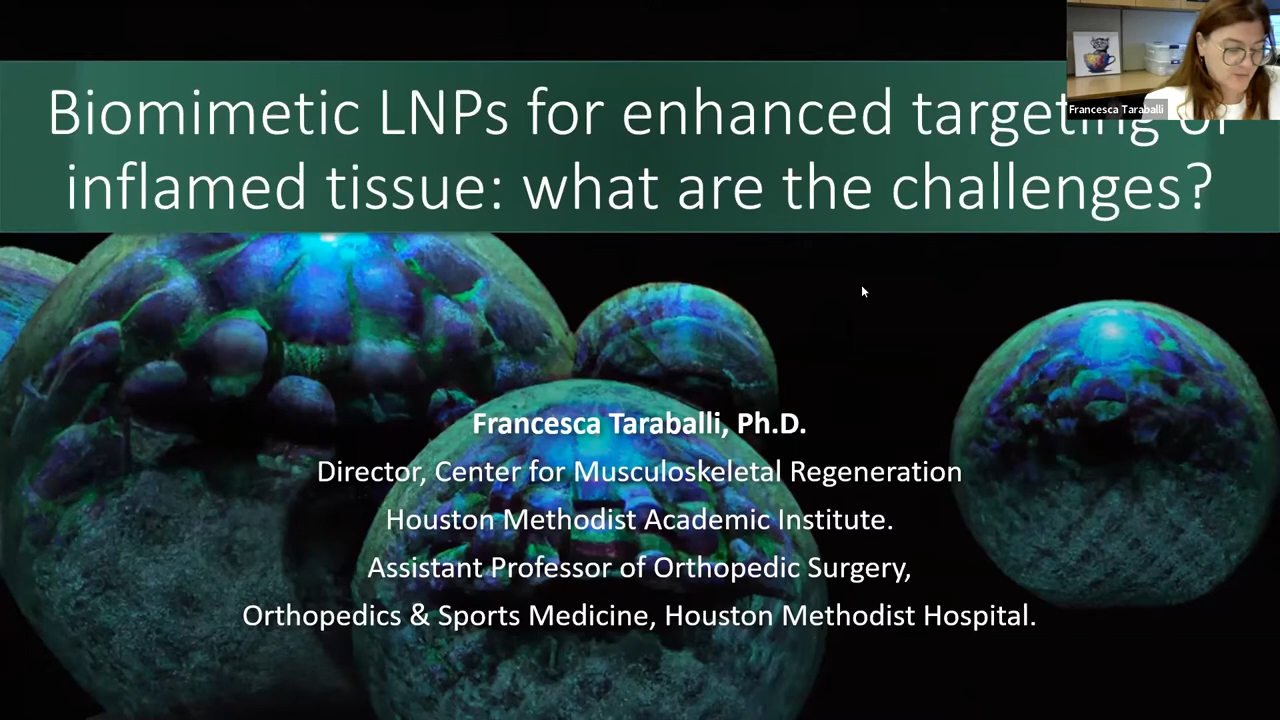 Biomimetic LNPs for enhanced targeting of
inflamed tissue: what are the challenges?
Francesca Taraballi
Francesca Taraballi, Ph.D.
Director, Center for Musculoskeletal Regeneration
Houston Methodist Academic Institute.
Assistant Professor of Orthopedic Surgery,
Orthopedics & Sports Medicine, Houston Methodist Hospital.